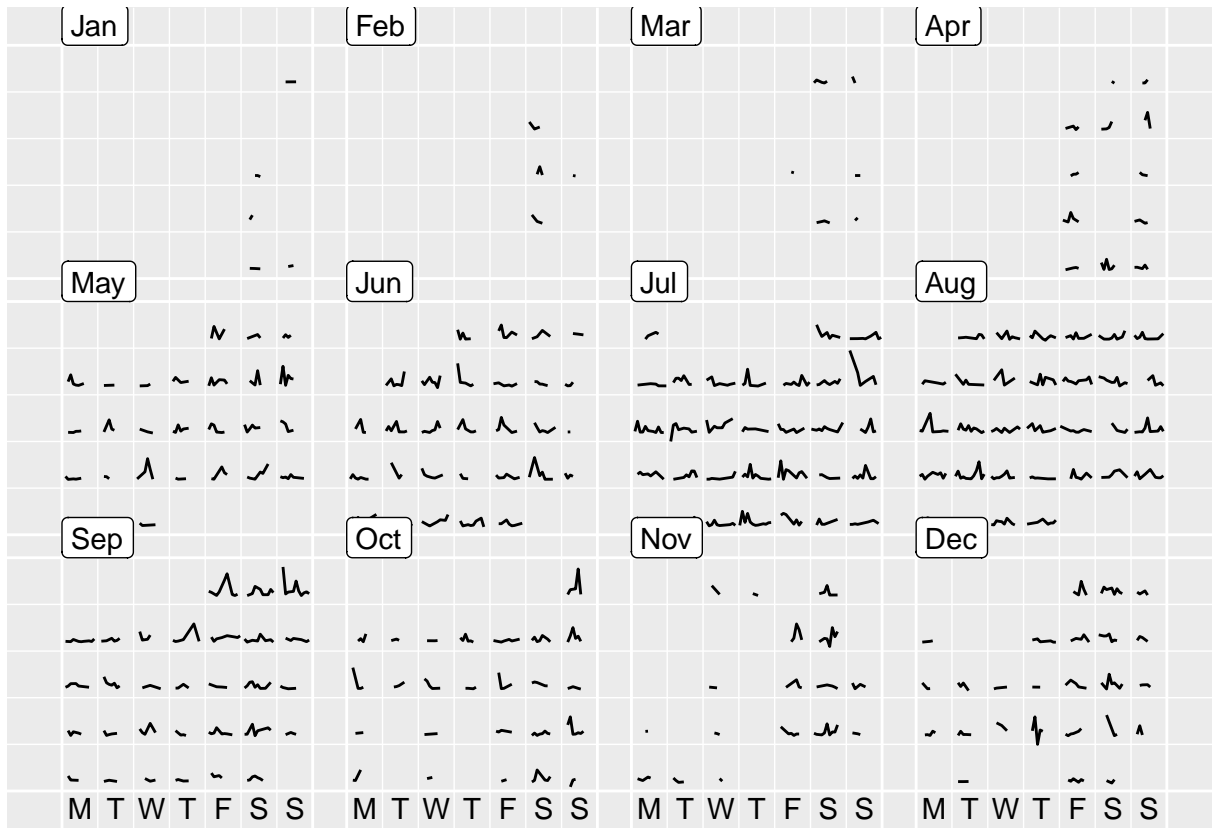 Jan Feb Mar Apr
May Jun Jul Aug
Sep Oct Nov Dec
M T W T F S S M T W T F S S M T W T F S S M T W T F S S